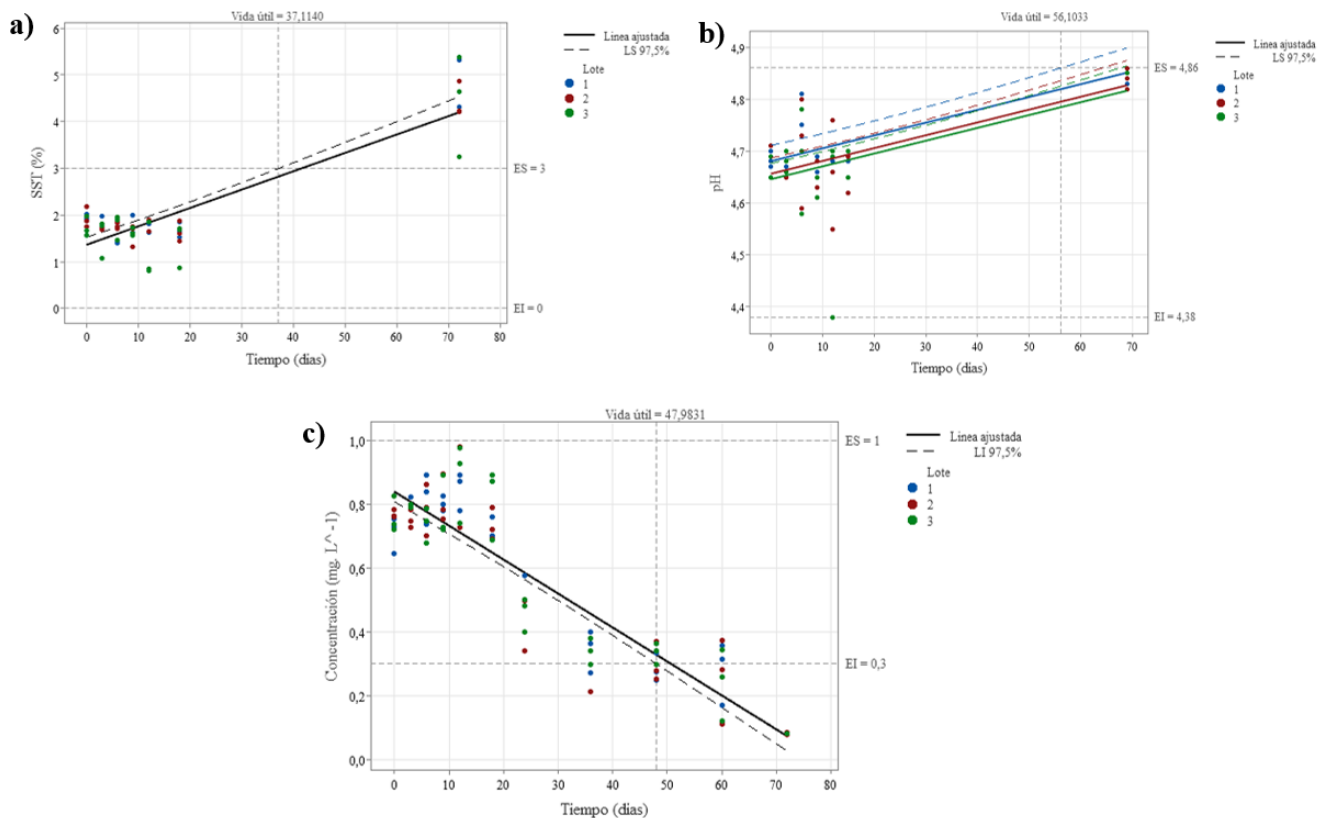 a)
Vida útil = 37,1140
6
5
4
3
2
1
0
SST (%)
ES = 3
EI = 0
0 10 20 30 40 50 60 70 80
Tiempo (dias)
Linea ajustada
LS 97,5%
Lote
1
2
3
b)
Vida útil = 56,1033
4,9
4,8
4,7
4,6
4,5
4,4
pH
ES = 4,86
EI = 4,38
0 10 20 30 40 50 60 70
Tiempo (dias)
Linea ajustada
LS 97,5%
Lote
1
2
3
c)
Vida útil = 47,9831
1,0
0,8
0,6
0,4
0,2
0,0
Concentración (mg. L^ -1)
ES = 1
EI = 0,3
0 10 20 30 40 50 60 70 80
Tiempo (dias)
Linea ajustada
LI 97,5%
Lote
1
2
3